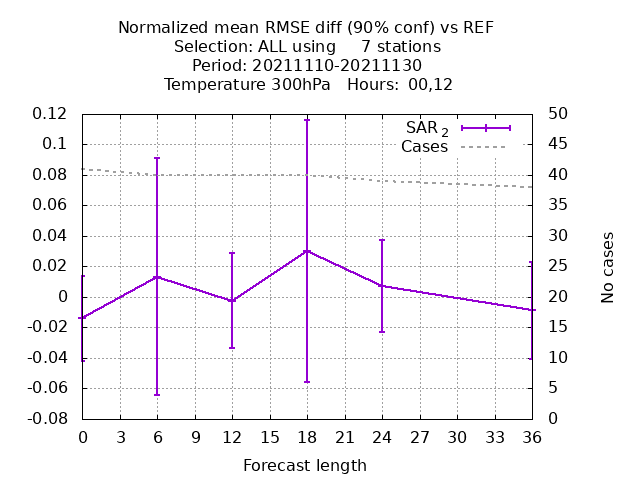 Normalized mean RMSE diff (90% conf) vs REF
Selection: ALL using     7 stations
Period: 20211110-20211130
Temperature 300hPa   Hours:  00,12
SAR 2
Cases
0.12
0.1
0.08
0.06
0.04
0.02
0
-0.02
-0.04
-0.06
-0.08
50
45
40
35
30
25
20
15
10
5
0
No cases
0 3 6 9 12 15 18 21 24 27 30 33 36
Forecast length